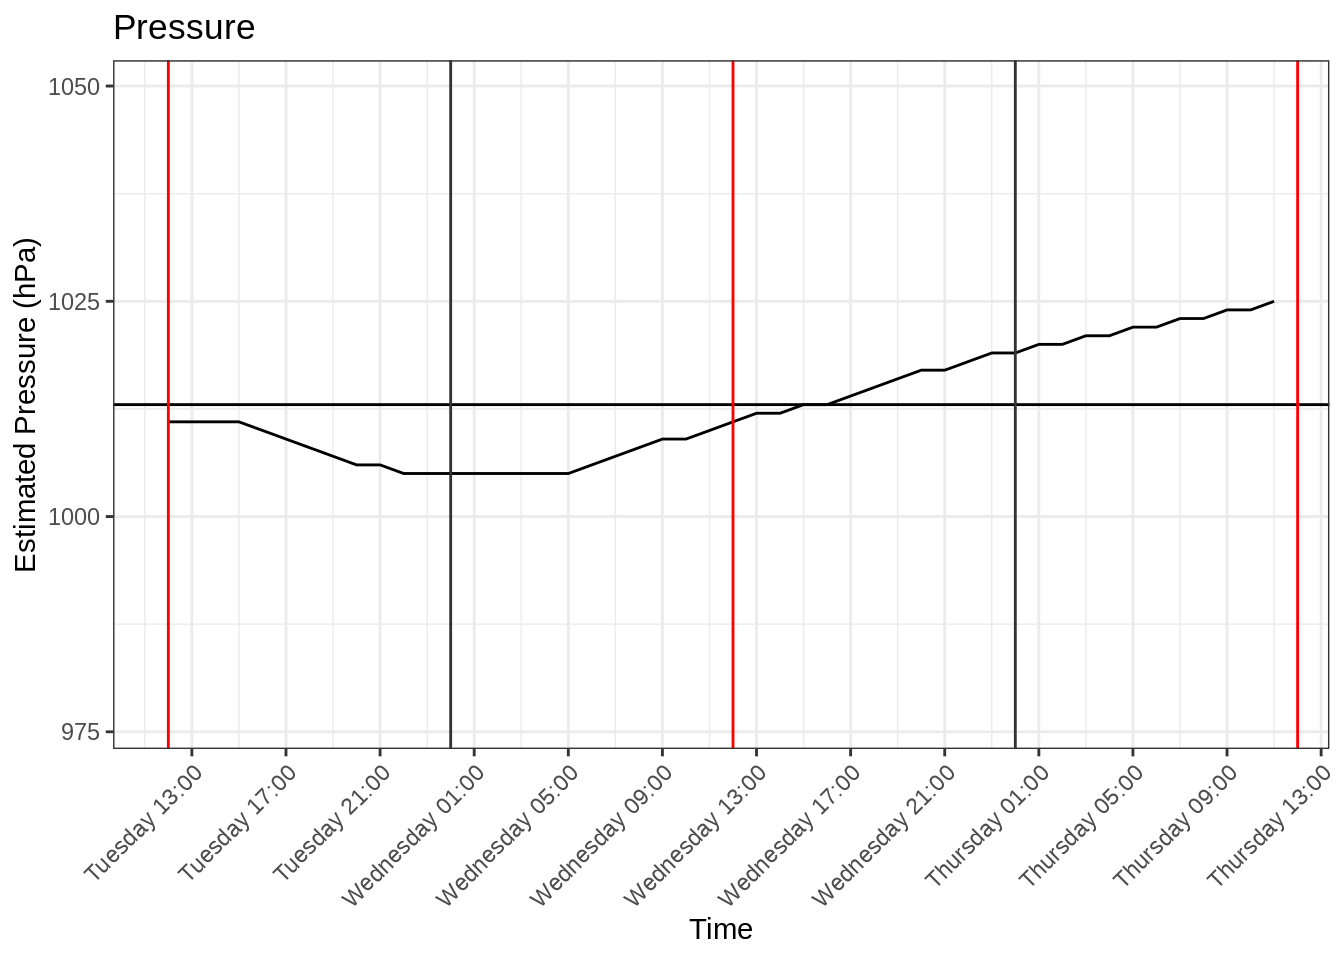 Pressure
Estimated Pressure (hPa)
1050
1025
1000
975
Tuesday 13:00
Tuesday 17:00
Tuesday 21:00
Wednesday 01:00
Wednesday 05:00
Wednesday 09:00
Wednesday 13:00
Wednesday 17:00
Wednesday 21:00
Thursday 01:00
Thursday 05:00
Thursday 09:00
Thursday 13:00
Time